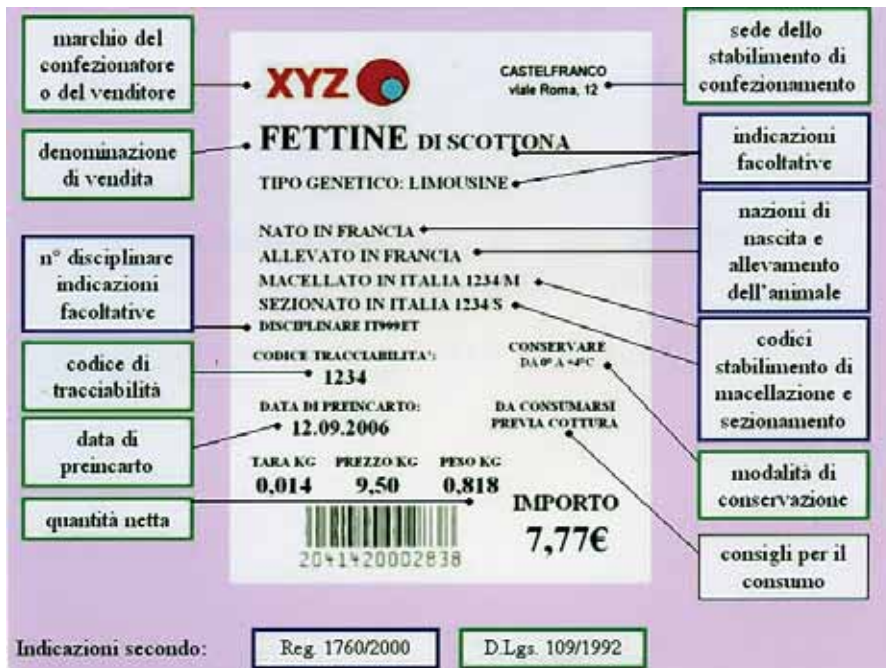 marchio del
confezionatore
o del venditore
denominazione
di vendita
n° disciplinare
indicazioni
facoltative
codice di
tracciabilità
data di
preincarto
quantità netta
XYZ
CASTELFRANCO
viale Roma, 12
FETTINE DI SCOTTONA
TIPO GENETICO: LIMOUSINE
NATO IN FRANCIA
ALLEVATO IN FRANCIA
MACELLATO IN ITALIA 1234 M
SEZIONATO IN ITALIA 1234 S
DISCIPLINARE IT999ET
CODICE TRACCIABILITA':
1234
CONSERVARE
DA 0° A +4°C
DATA DI PREINCARTO:
12.09.2006
DA CONSUMARSI
PREVIA COTTURA
TARA KG PREZZO/KG PESO KG
0,014 9,50 0,818
IMPORTO
7,77€
2041420002838
sede dello
stabilimento di
confezionamento
indicazioni
facoltative
nazioni di
nascita e
allevamento
dell'animale
codici
stabilimento di
macellazione e
sezionamento
modalità di
conservazione
consigli per il
consumo
Indicazioni secondo: Reg. 1760/2000 D.Lgs. 109/1992